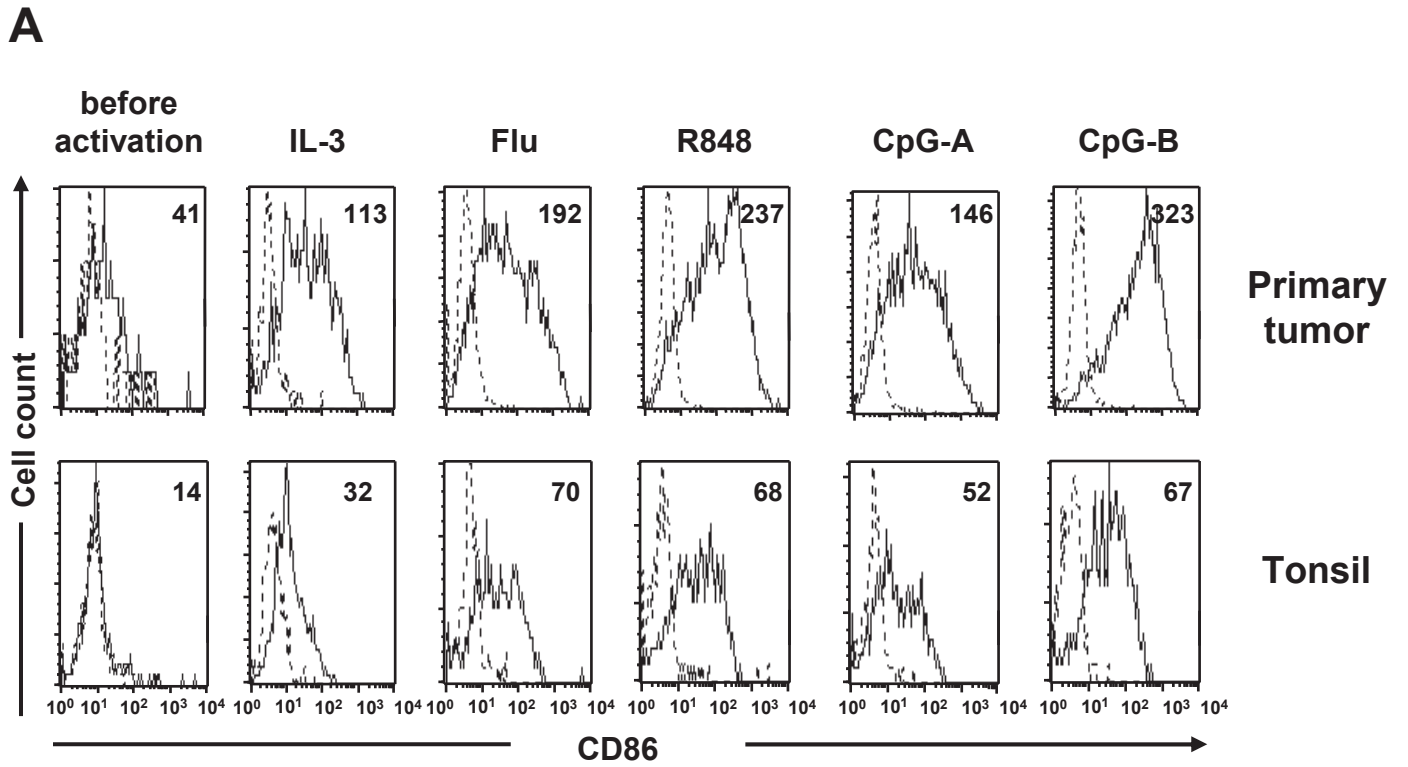 A
before
activation
IL-3
Flu
R848
CpG-A
CpG-B
41
113
192
237
146
323
Primary
tumor
Cell count
14
32
70
68
52
67
Tonsil
10⁰ 10¹ 10² 10³ 10⁴
10⁰ 10¹ 10² 10³ 10⁴
10⁰ 10¹ 10² 10³ 10⁴
10⁰ 10¹ 10² 10³ 10⁴
10⁰ 10¹ 10² 10³ 10⁴
10⁰ 10¹ 10² 10³ 10⁴
CD86